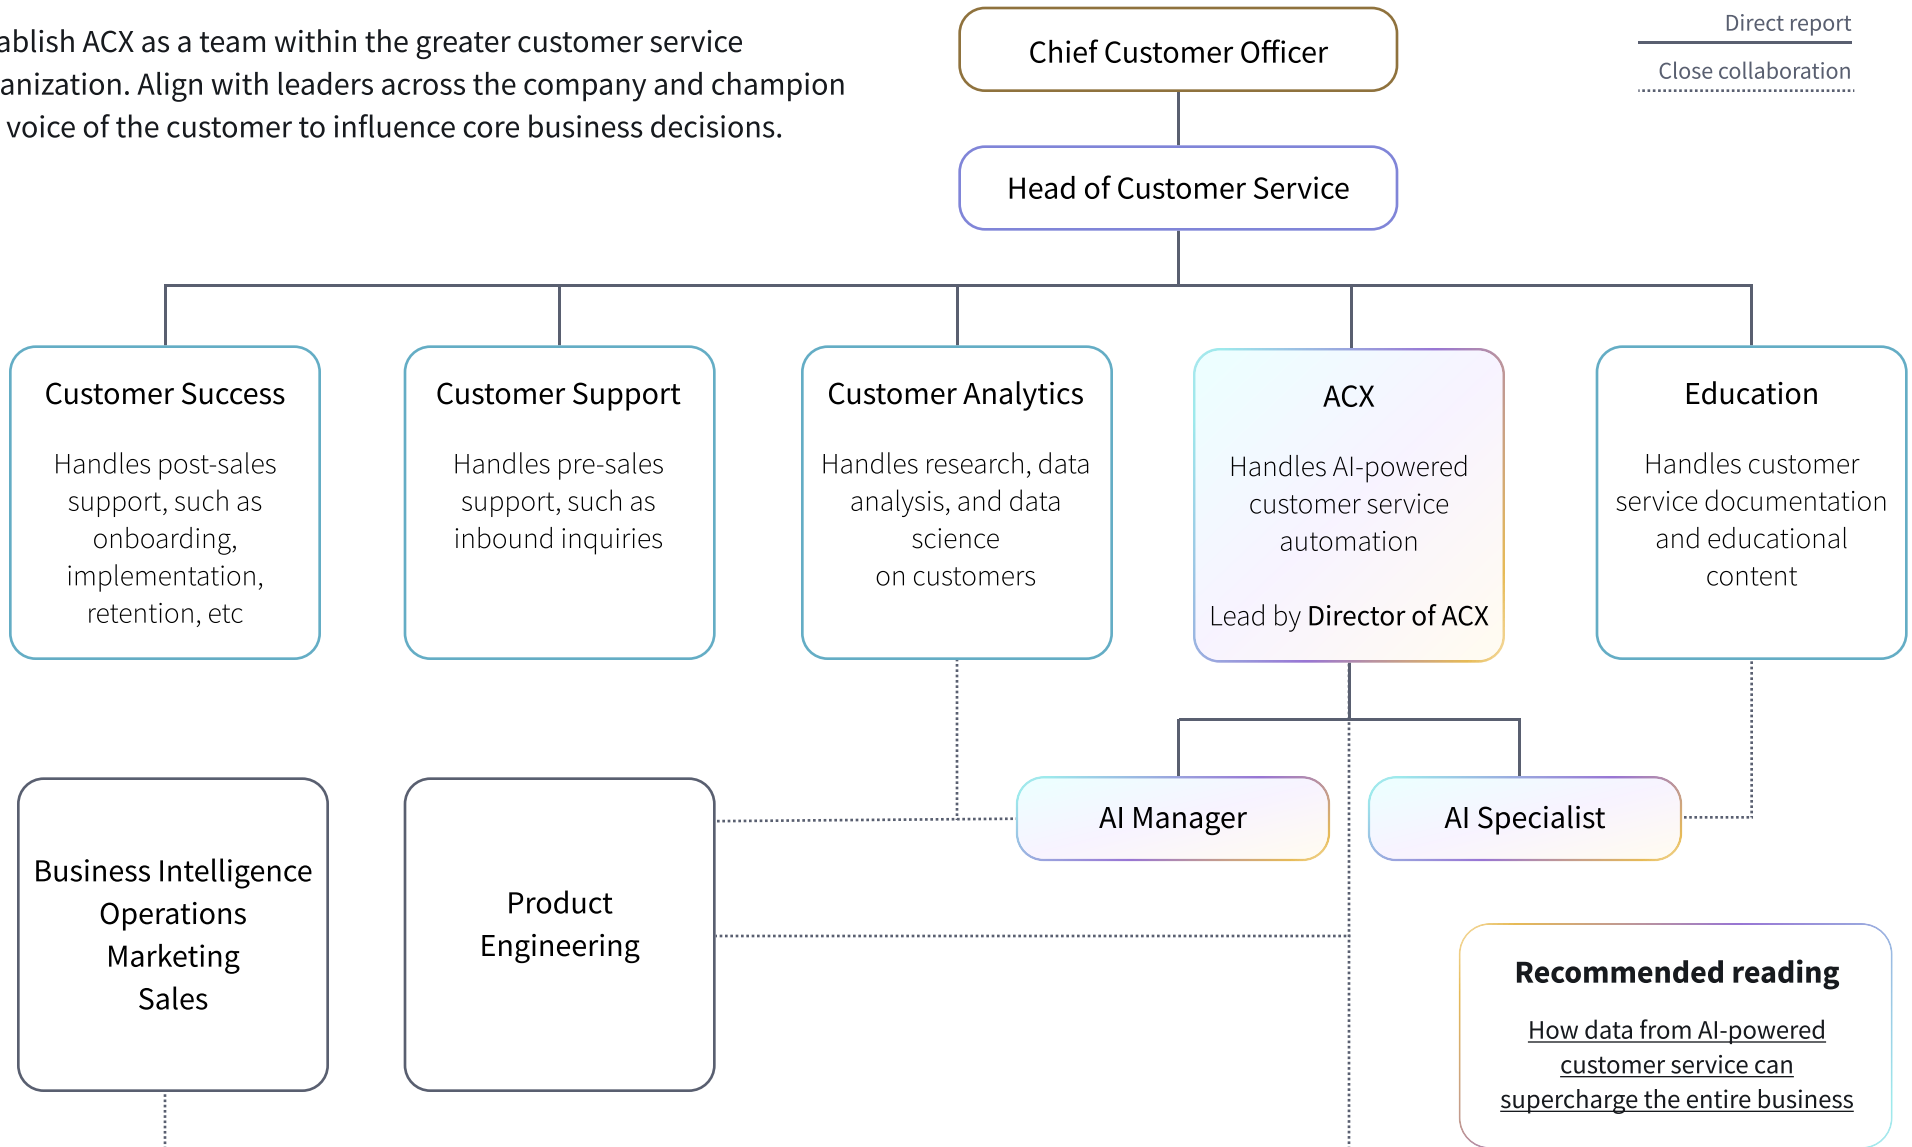 ablish ACX as a team within the greater customer service
anization. Align with leaders across the company and champion
voice of the customer to influence core business decisions.
Chief Customer Officer
Direct report
Close collaboration
Head of Customer Service
Customer Success
Handles post-sales
support, such as
onboarding,
implementation,
retention, etc
Customer Support
Handles pre-sales
support, such as
inbound inquiries
Customer Analytics
Handles research, data
analysis, and data
science
on customers
ACX
Handles AI-powered
customer service
automation
Lead by Director of ACX
Education
Handles customer
service documentation
and educational
content
Business Intelligence
Operations
Marketing
Sales
Product
Engineering
AI Manager
AI Specialist
Recommended reading
How data from AI-powered
customer service can
supercharge the entire business